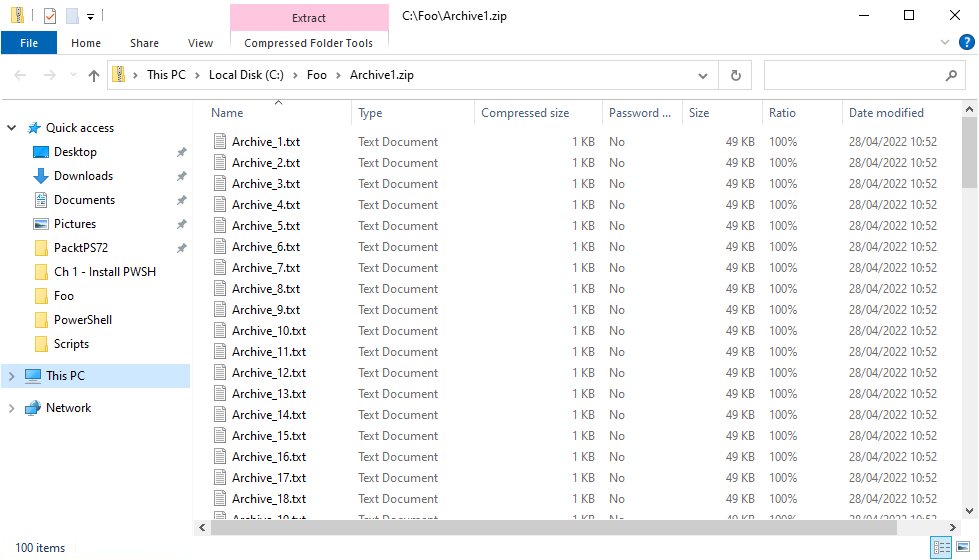 Extract
C:\Foo\Archive1.zip
File Home Share View Compressed Folder Tools
This PC Local Disk (C:) Foo Archive1.zip
Name Type Compressed size Password ... Size Ratio Date modified
Quick access
Desktop
Downloads
Documents
Pictures
PacktPS72
Ch 1 - Install PWSH
Foo
PowerShell
Scripts
This PC
Network
Archive_1.txt Text Document 1 KB No 49 KB 100% 28/04/2022 10:52
Archive_2.txt Text Document 1 KB No 49 KB 100% 28/04/2022 10:52
Archive_3.txt Text Document 1 KB No 49 KB 100% 28/04/2022 10:52
Archive_4.txt Text Document 1 KB No 49 KB 100% 28/04/2022 10:52
Archive_5.txt Text Document 1 KB No 49 KB 100% 28/04/2022 10:52
Archive_6.txt Text Document 1 KB No 49 KB 100% 28/04/2022 10:52
Archive_7.txt Text Document 1 KB No 49 KB 100% 28/04/2022 10:52
Archive_8.txt Text Document 1 KB No 49 KB 100% 28/04/2022 10:52
Archive_9.txt Text Document 1 KB No 49 KB 100% 28/04/2022 10:52
Archive_10.txt Text Document 1 KB No 49 KB 100% 28/04/2022 10:52
Archive_11.txt Text Document 1 KB No 49 KB 100% 28/04/2022 10:52
Archive_12.txt Text Document 1 KB No 49 KB 100% 28/04/2022 10:52
Archive_13.txt Text Document 1 KB No 49 KB 100% 28/04/2022 10:52
Archive_14.txt Text Document 1 KB No 49 KB 100% 28/04/2022 10:52
Archive_15.txt Text Document 1 KB No 49 KB 100% 28/04/2022 10:52
Archive_16.txt Text Document 1 KB No 49 KB 100% 28/04/2022 10:52
Archive_17.txt Text Document 1 KB No 49 KB 100% 28/04/2022 10:52
Archive_18.txt Text Document 1 KB No 49 KB 100% 28/04/2022 10:52
100 items